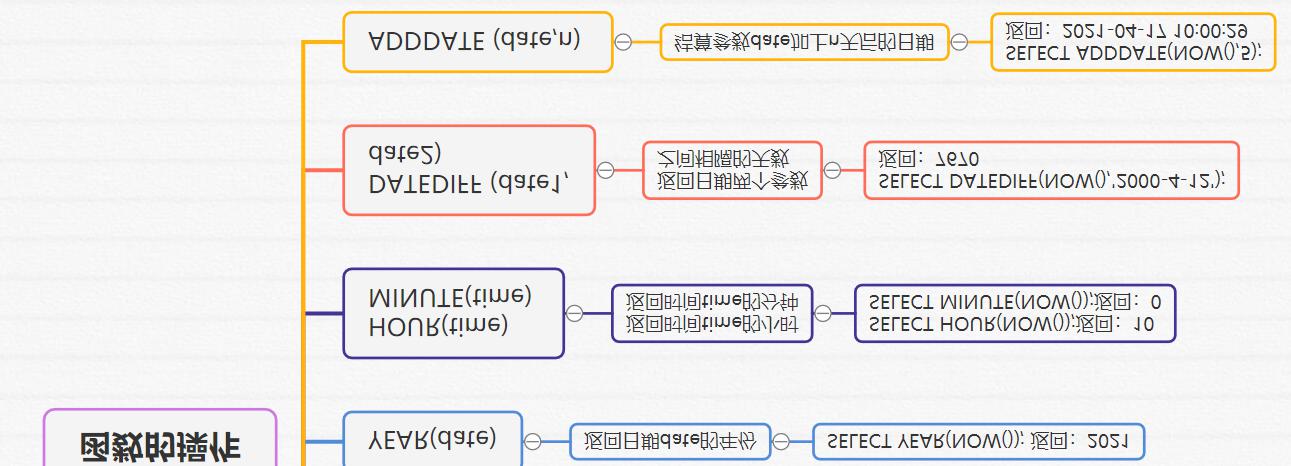 函数的操作
YEAR(date)
返回日期date的年份
SELECT YEAR(NOW()); 返回：2021
HOUR(time)
MINUTE(time)
返回时间time的小时
返回时间time的分钟
SELECT HOUR(NOW());返回：10
SELECT MINUTE(NOW());返回：0
DATEDIFF (date1,
date2)
返回日期两个参数
之间相隔的天数
SELECT DATEDIFF(NOW(),'2000-4-12');
返回：7670
ADDDATE (date,n)
结算参数date加上n天后的日期
SELECT ADDDATE(NOW(),5);
返回：2021-04-17 10:00:29